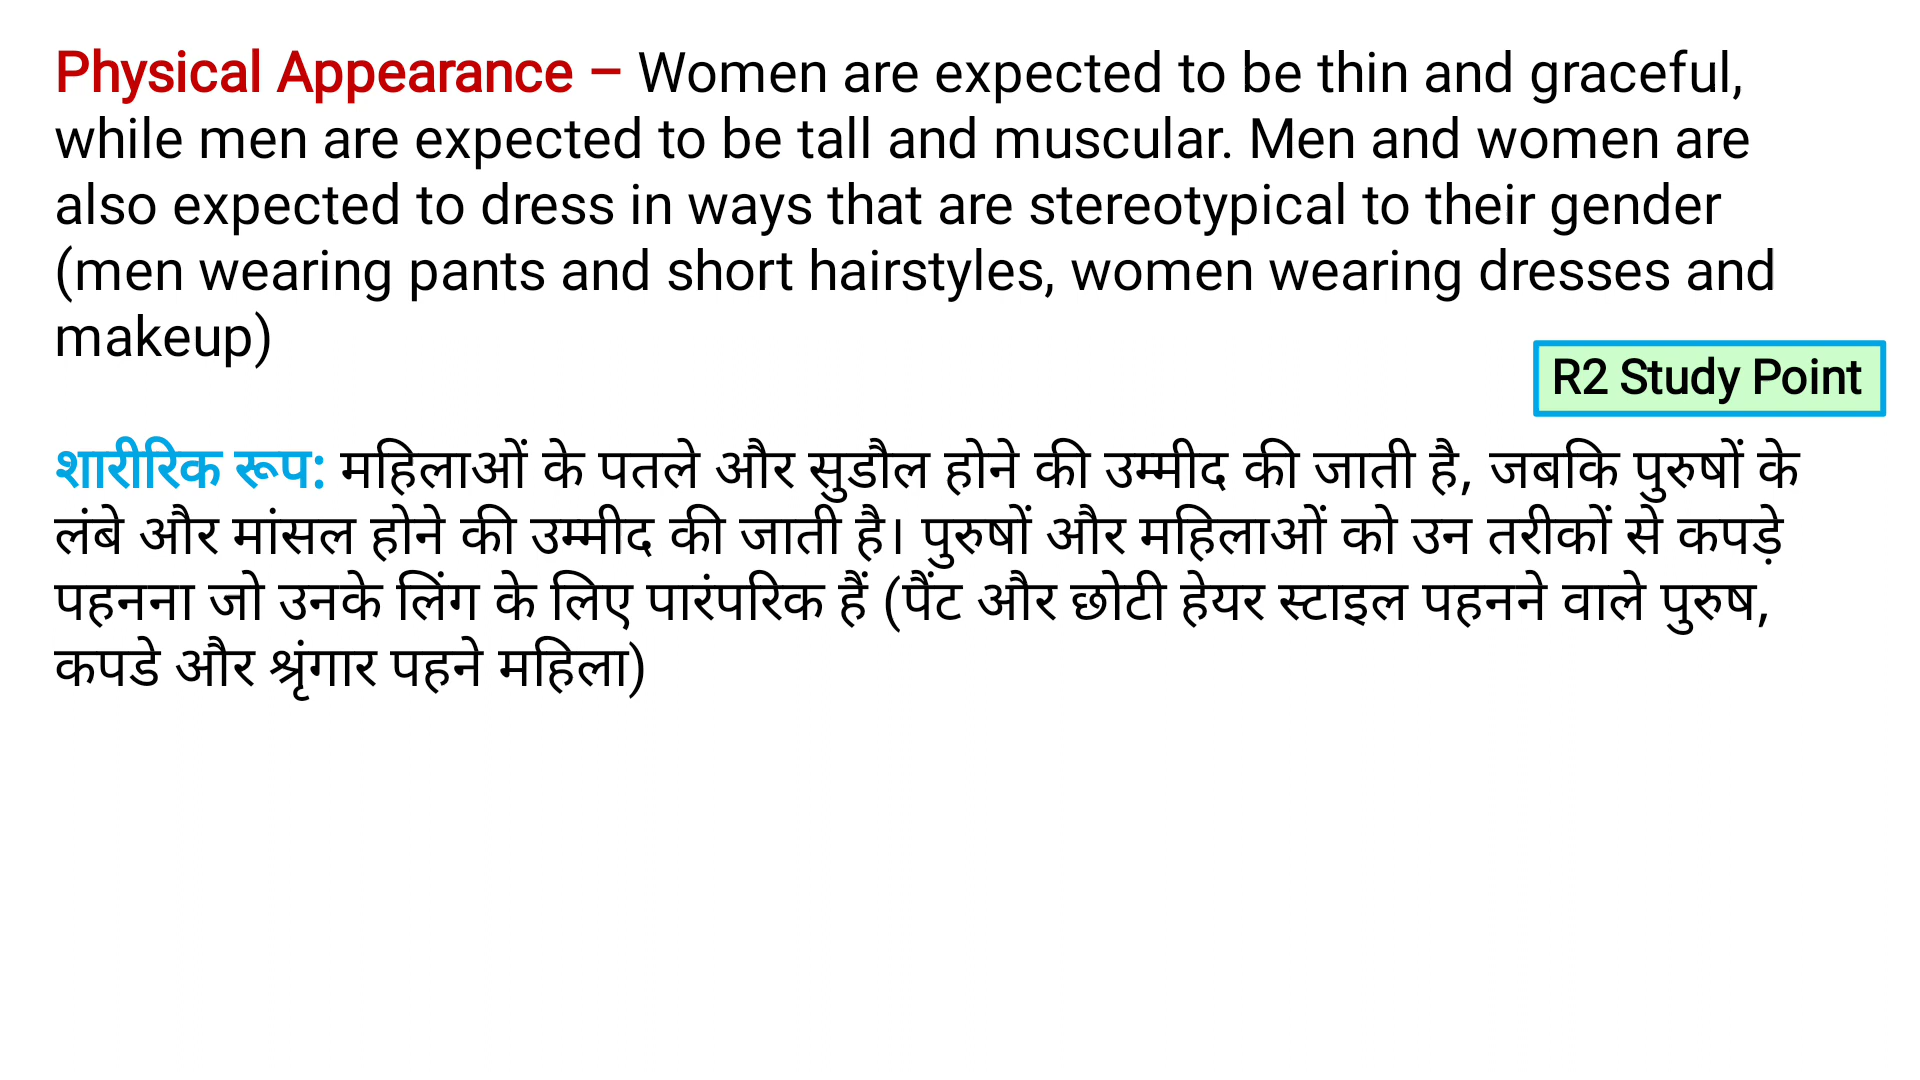 Physical Appearance – Women are expected to be thin and graceful,
while men are expected to be tall and muscular. Men and women are
also expected to dress in ways that are stereotypical to their gender
(men wearing pants and short hairstyles, women wearing dresses and
makeup)
R2 Study Point
शारीरिक रूप: महिलाओं के पतले और सुडौल होने की उम्मीद की जाती है, जबकि पुरुषों के
लंबे और मांसल होने की उम्मीद की जाती है। पुरुषों और महिलाओं को उन तरीकों से कपड़े
पहनना जो उनके लिंग के लिए पारंपरिक हैं (पैंट और छोटी हेयर स्टाइल पहनने वाले पुरुष,
कपडे और श्रृंगार पहने महिला)